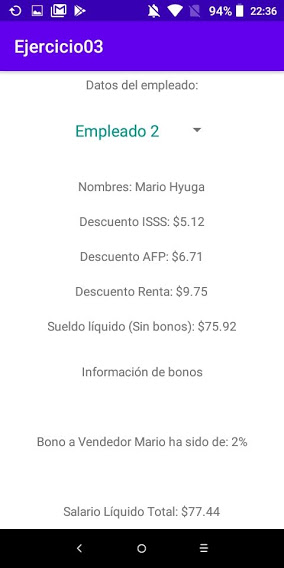 94% 22:36
Ejercicio03
Datos del empleado:
Empleado 2
Nombres: Mario Hyuga
Descuento ISSS: $5.12
Descuento AFP: $6.71
Descuento Renta: $9.75
Sueldo líquido (Sin bonos): $75.92
Información de bonos
Bono a Vendedor Mario ha sido de: 2%
Salario Líquido Total: $77.44